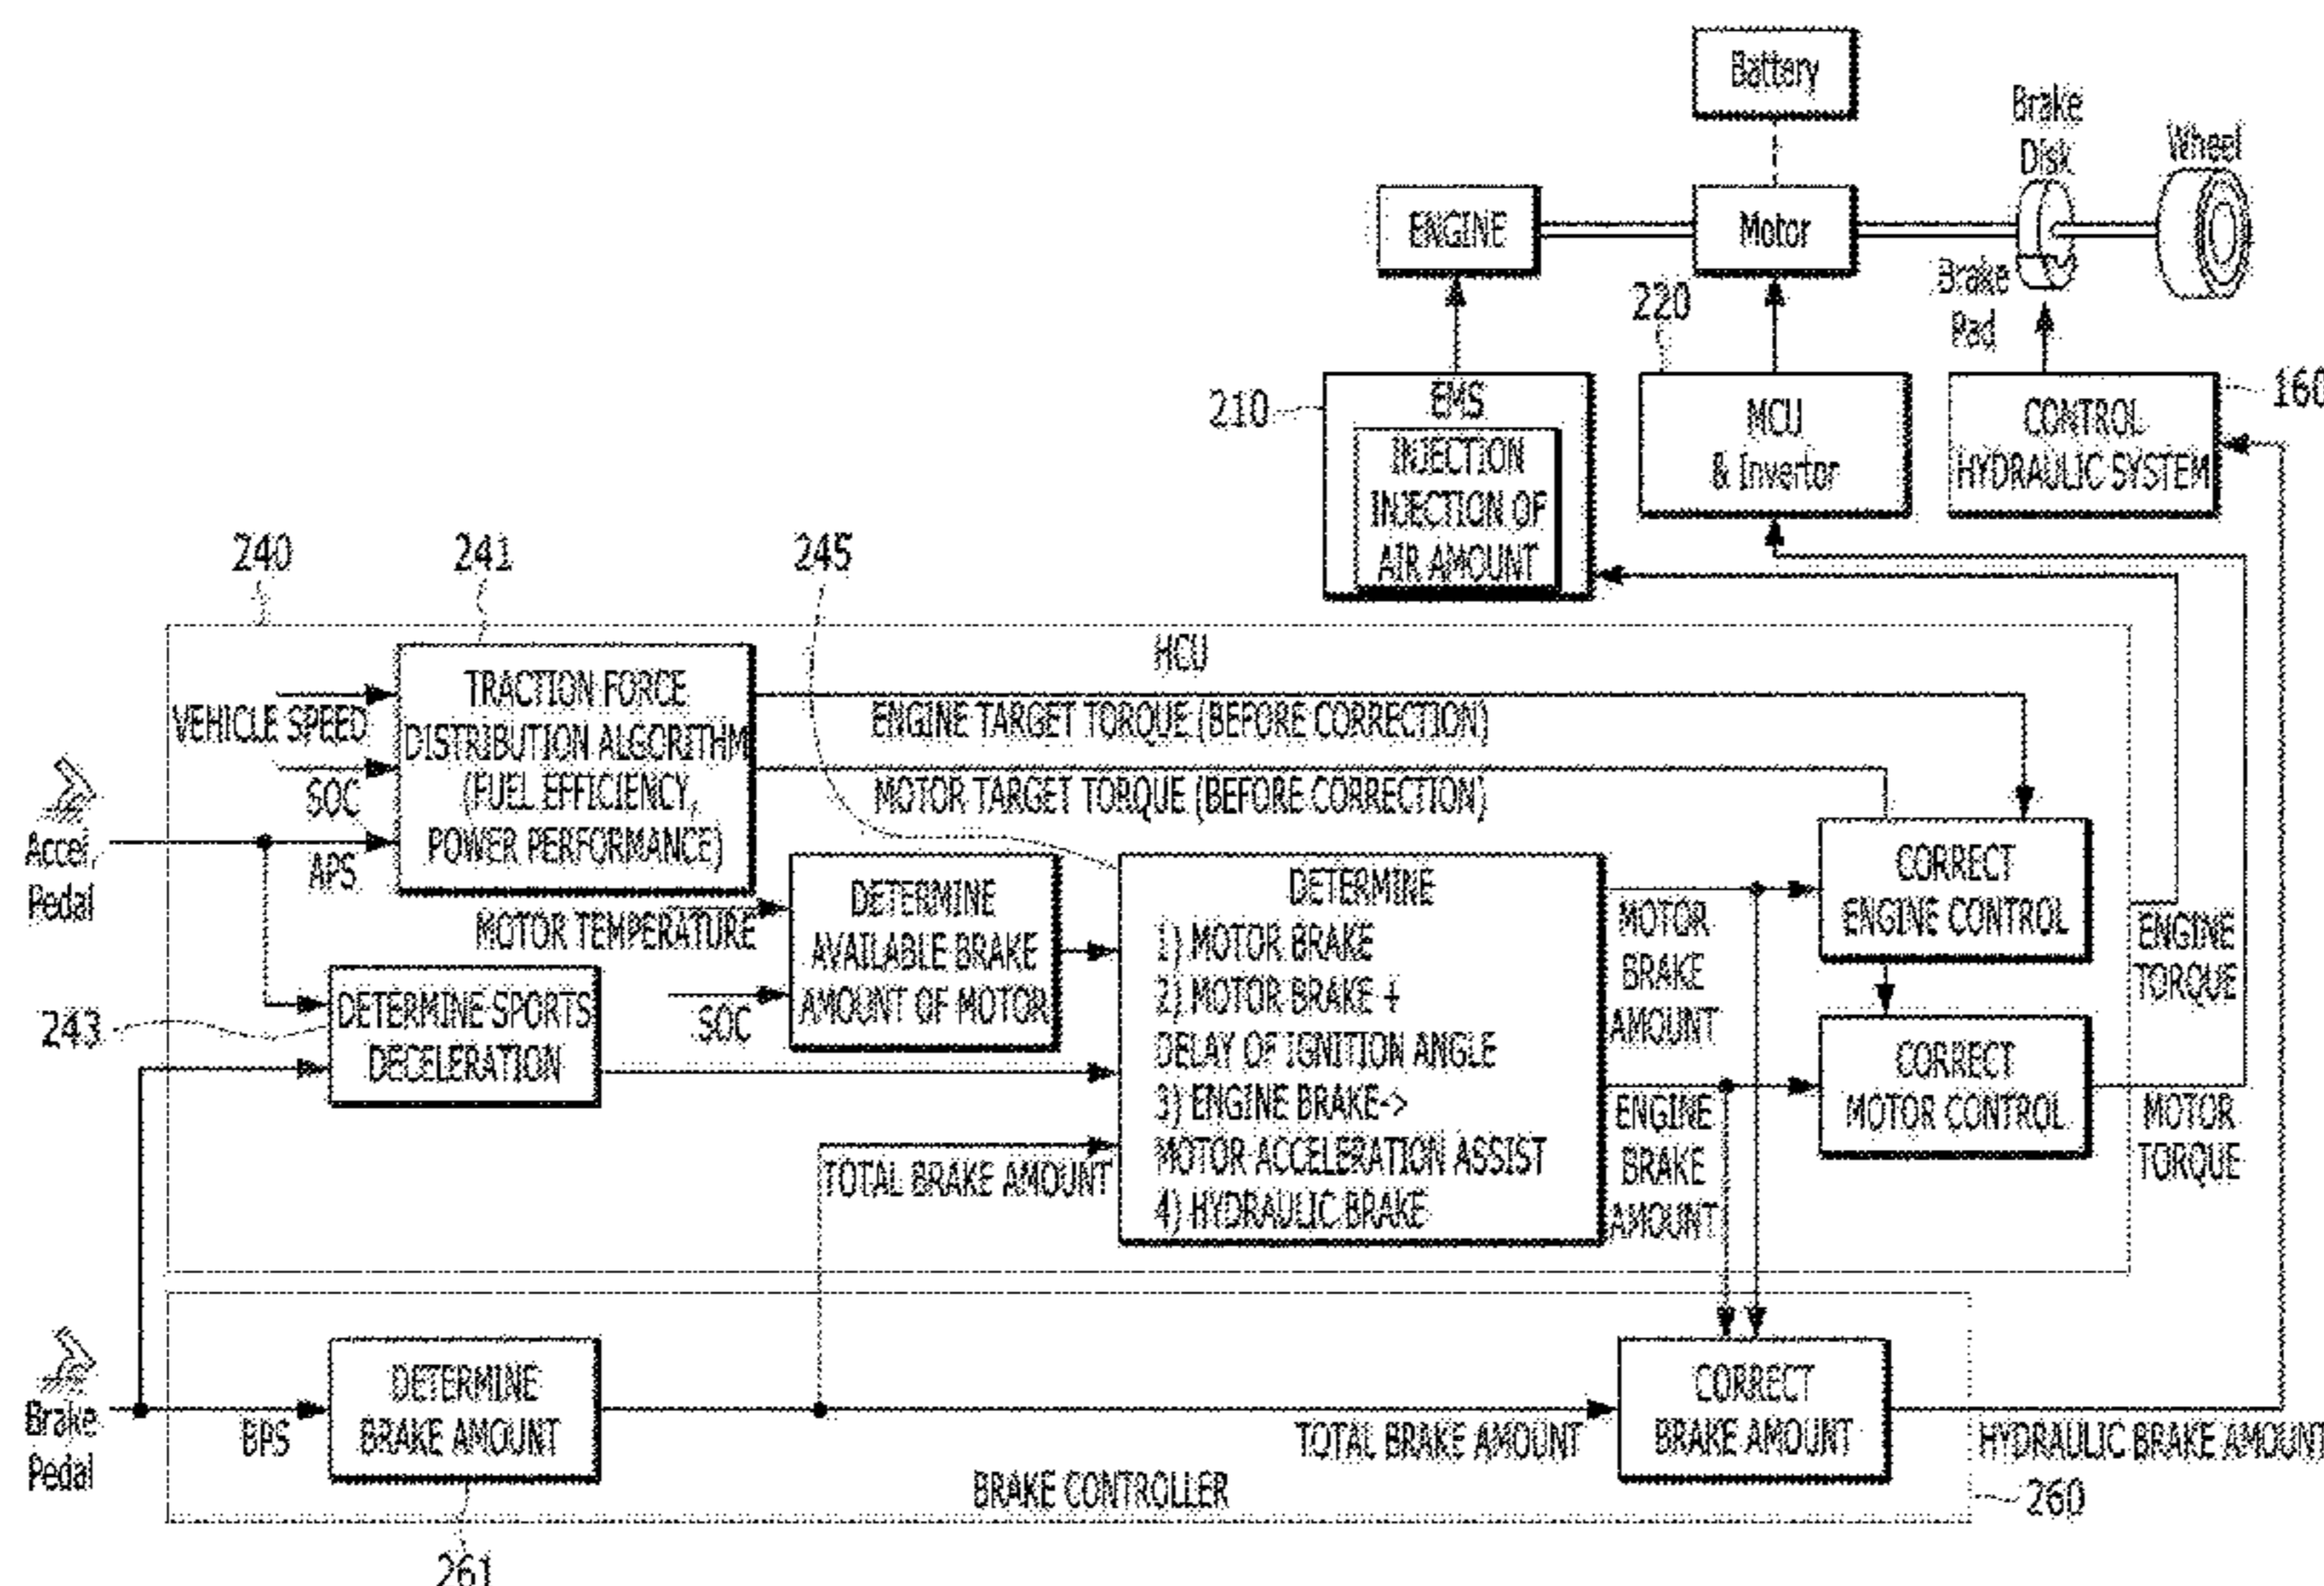 Battery
Brake
Disk
Wheel
ENGINE
Motor
Brake
Pad
220
210
EMS
INJECTION
INJECTION OF
AIR AMOUNT
MCU
& Invertor
CONTROL
HYDRAULIC SYSTEM
160
240
241
245
HCU
VEHICLE SPEED
SOC
APS
Accel.
Pedal
TRACTION FORCE
DISTRIBUTION ALGORITHM
(FUEL EFFICIENCY,
POWER PERFORMANCE)
ENGINE TARGET TORQUE (BEFORE CORRECTION)
MOTOR TARGET TORQUE (BEFORE CORRECTION)
MOTOR TEMPERATURE
SOC
DETERMINE
AVAILABLE BRAKE
AMOUNT OF MOTOR
243
DETERMINE SPORTS
DECELERATION
DETERMINE
1) MOTOR BRAKE
2) MOTOR BRAKE +
DELAY OF IGNITION ANGLE
3) ENGINE BRAKE->
MOTOR ACCELERATION ASSIST
4) HYDRAULIC BRAKE
TOTAL BRAKE AMOUNT
MOTOR
BRAKE
AMOUNT
ENGINE
BRAKE
AMOUNT
CORRECT
ENGINE CONTROL
CORRECT
MOTOR CONTROL
ENGINE
TORQUE
MOTOR
TORQUE
Brake
Pedal
BPS
DETERMINE
BRAKE AMOUNT
261
TOTAL BRAKE AMOUNT
CORRECT
BRAKE AMOUNT
HYDRAULIC BRAKE AMOUNT
BRAKE CONTROLLER
260